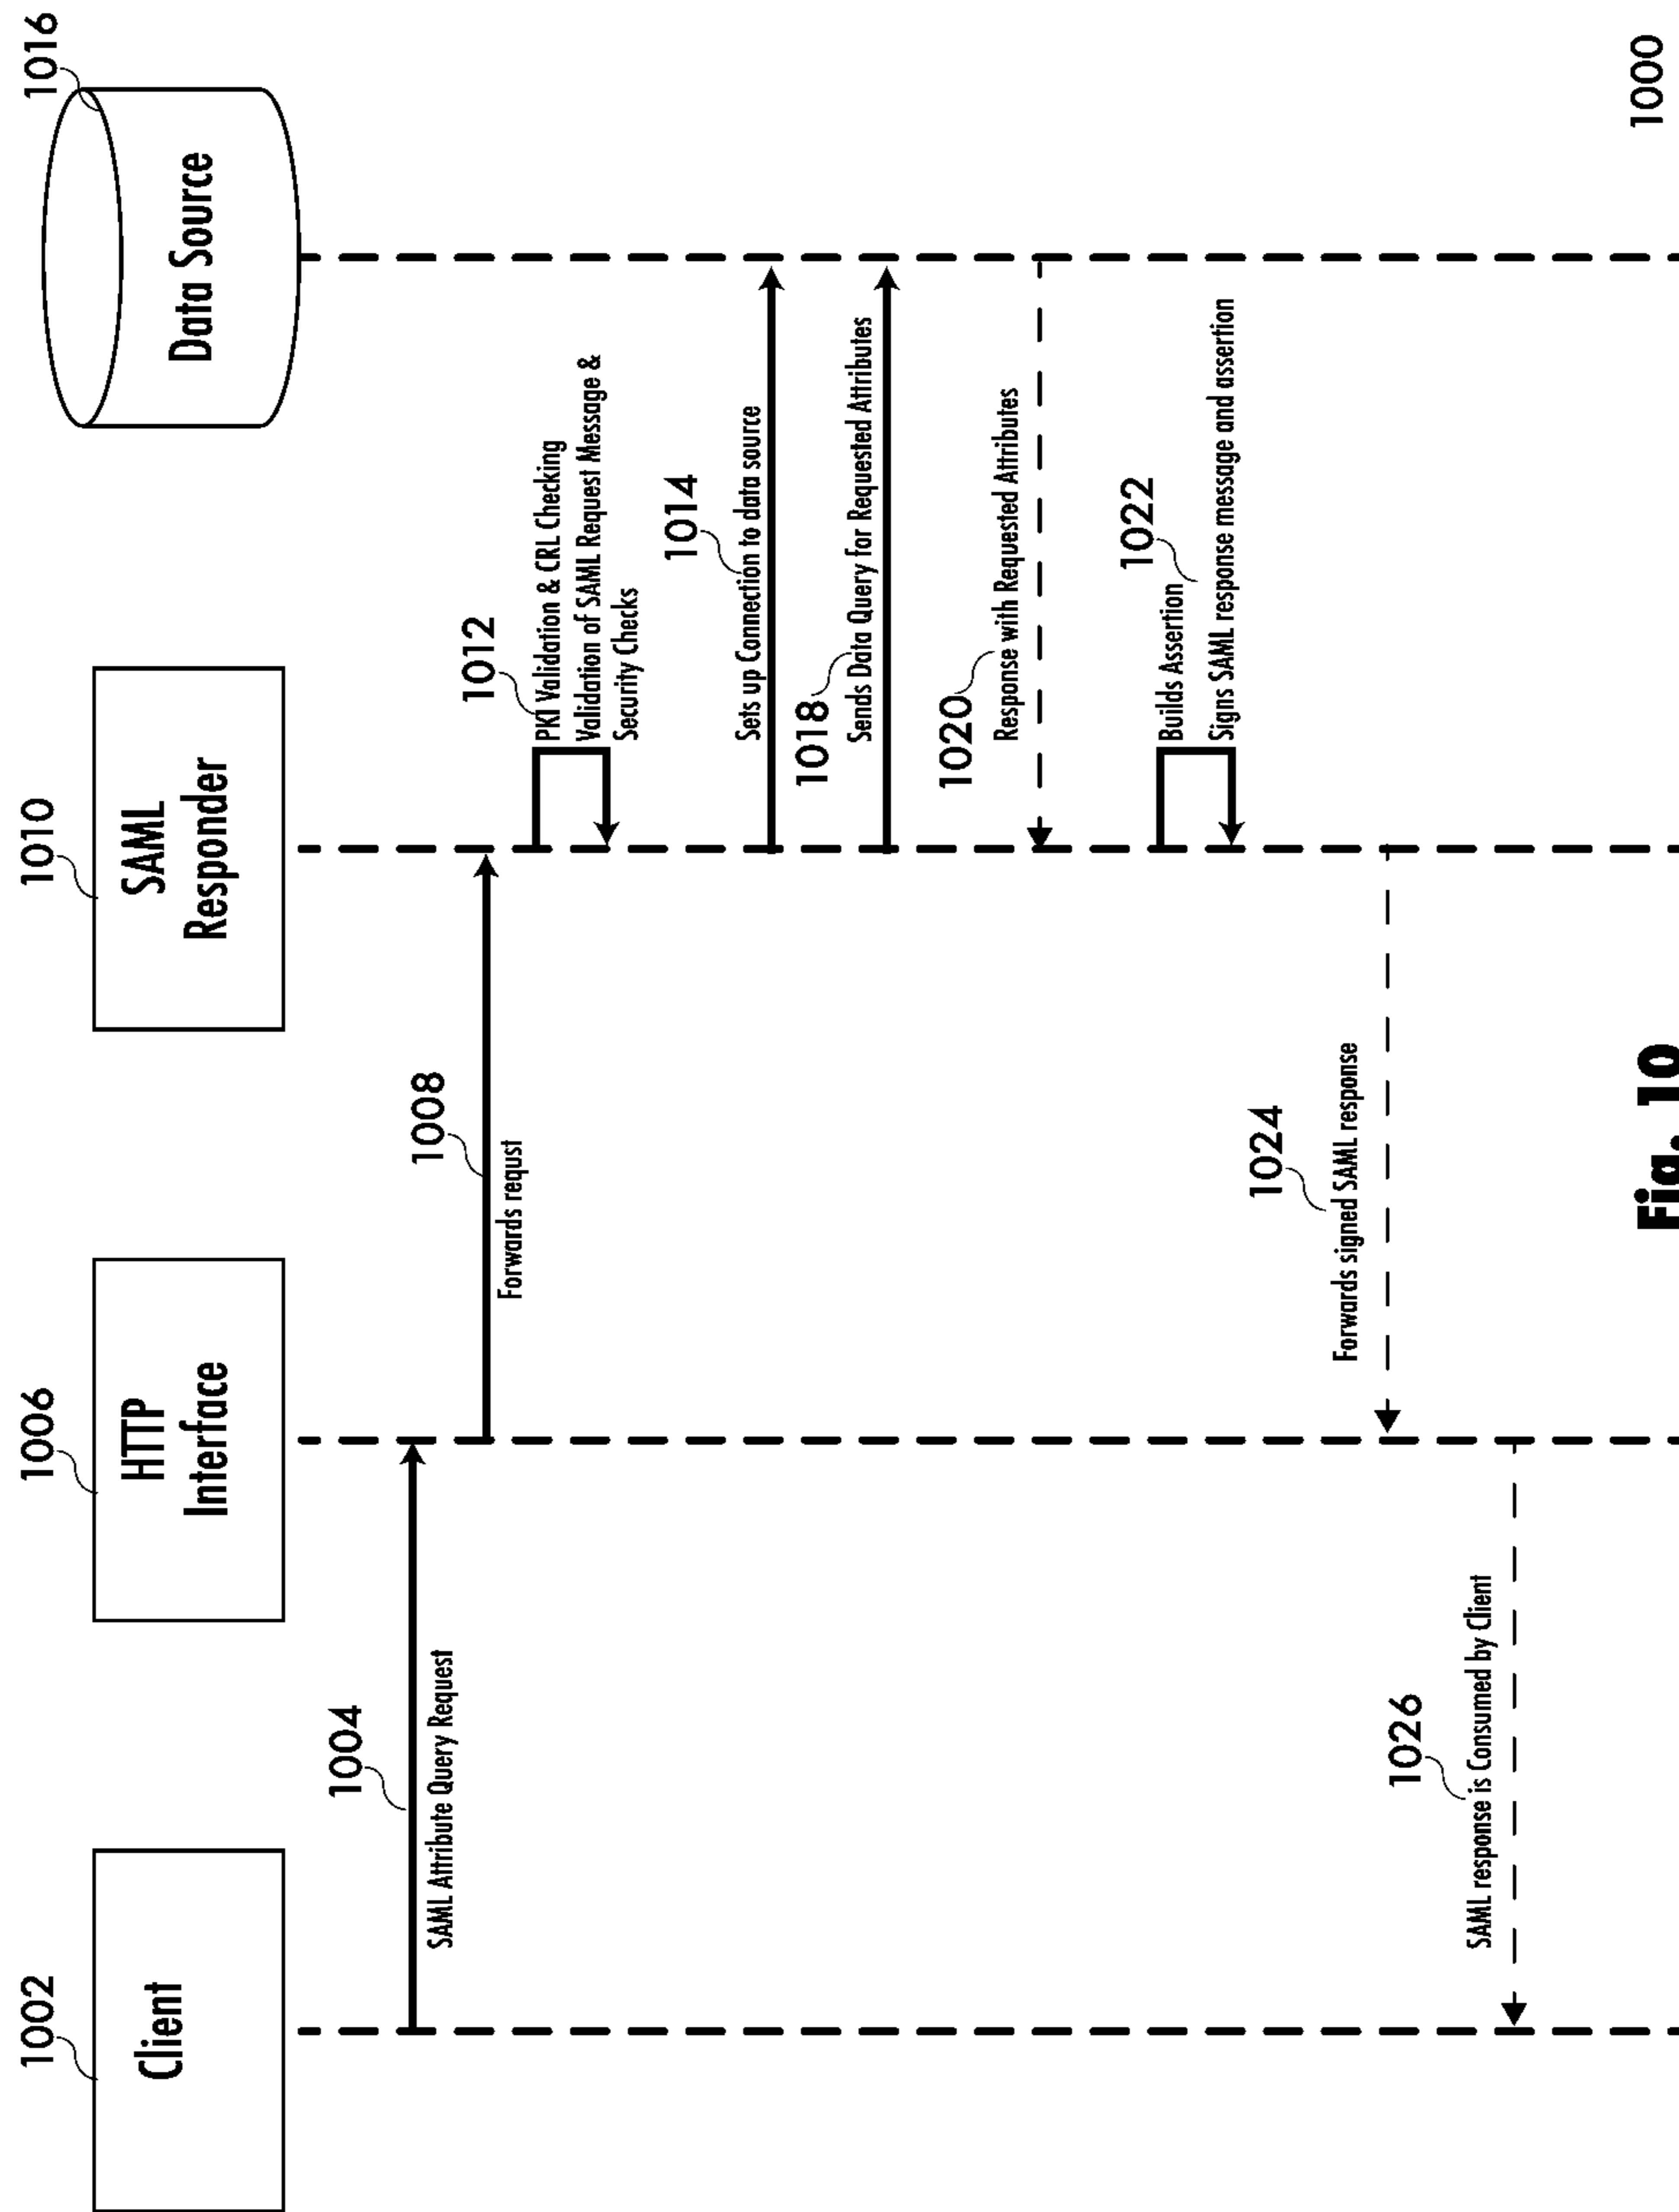 1002
Client
1006
HTTP
Interface
1010
SAML
Responder
1016
Data Source
1004
SAML Attribute Query Request
1008
Forwards requst
1012
PKI Validation & CRL Checking
Validation of SAML Request Message &
Security Checks
1014
Sets up Connection to data source
1018
Sends Data Query for Requested Attributes
1020
Response with Requested Attributes
1022
Builds Assertion
Signs SAML response message and assertion
1024
Forwards signed SAML response
1026
SAML response is Consumed by Client
Fig. 10
1000